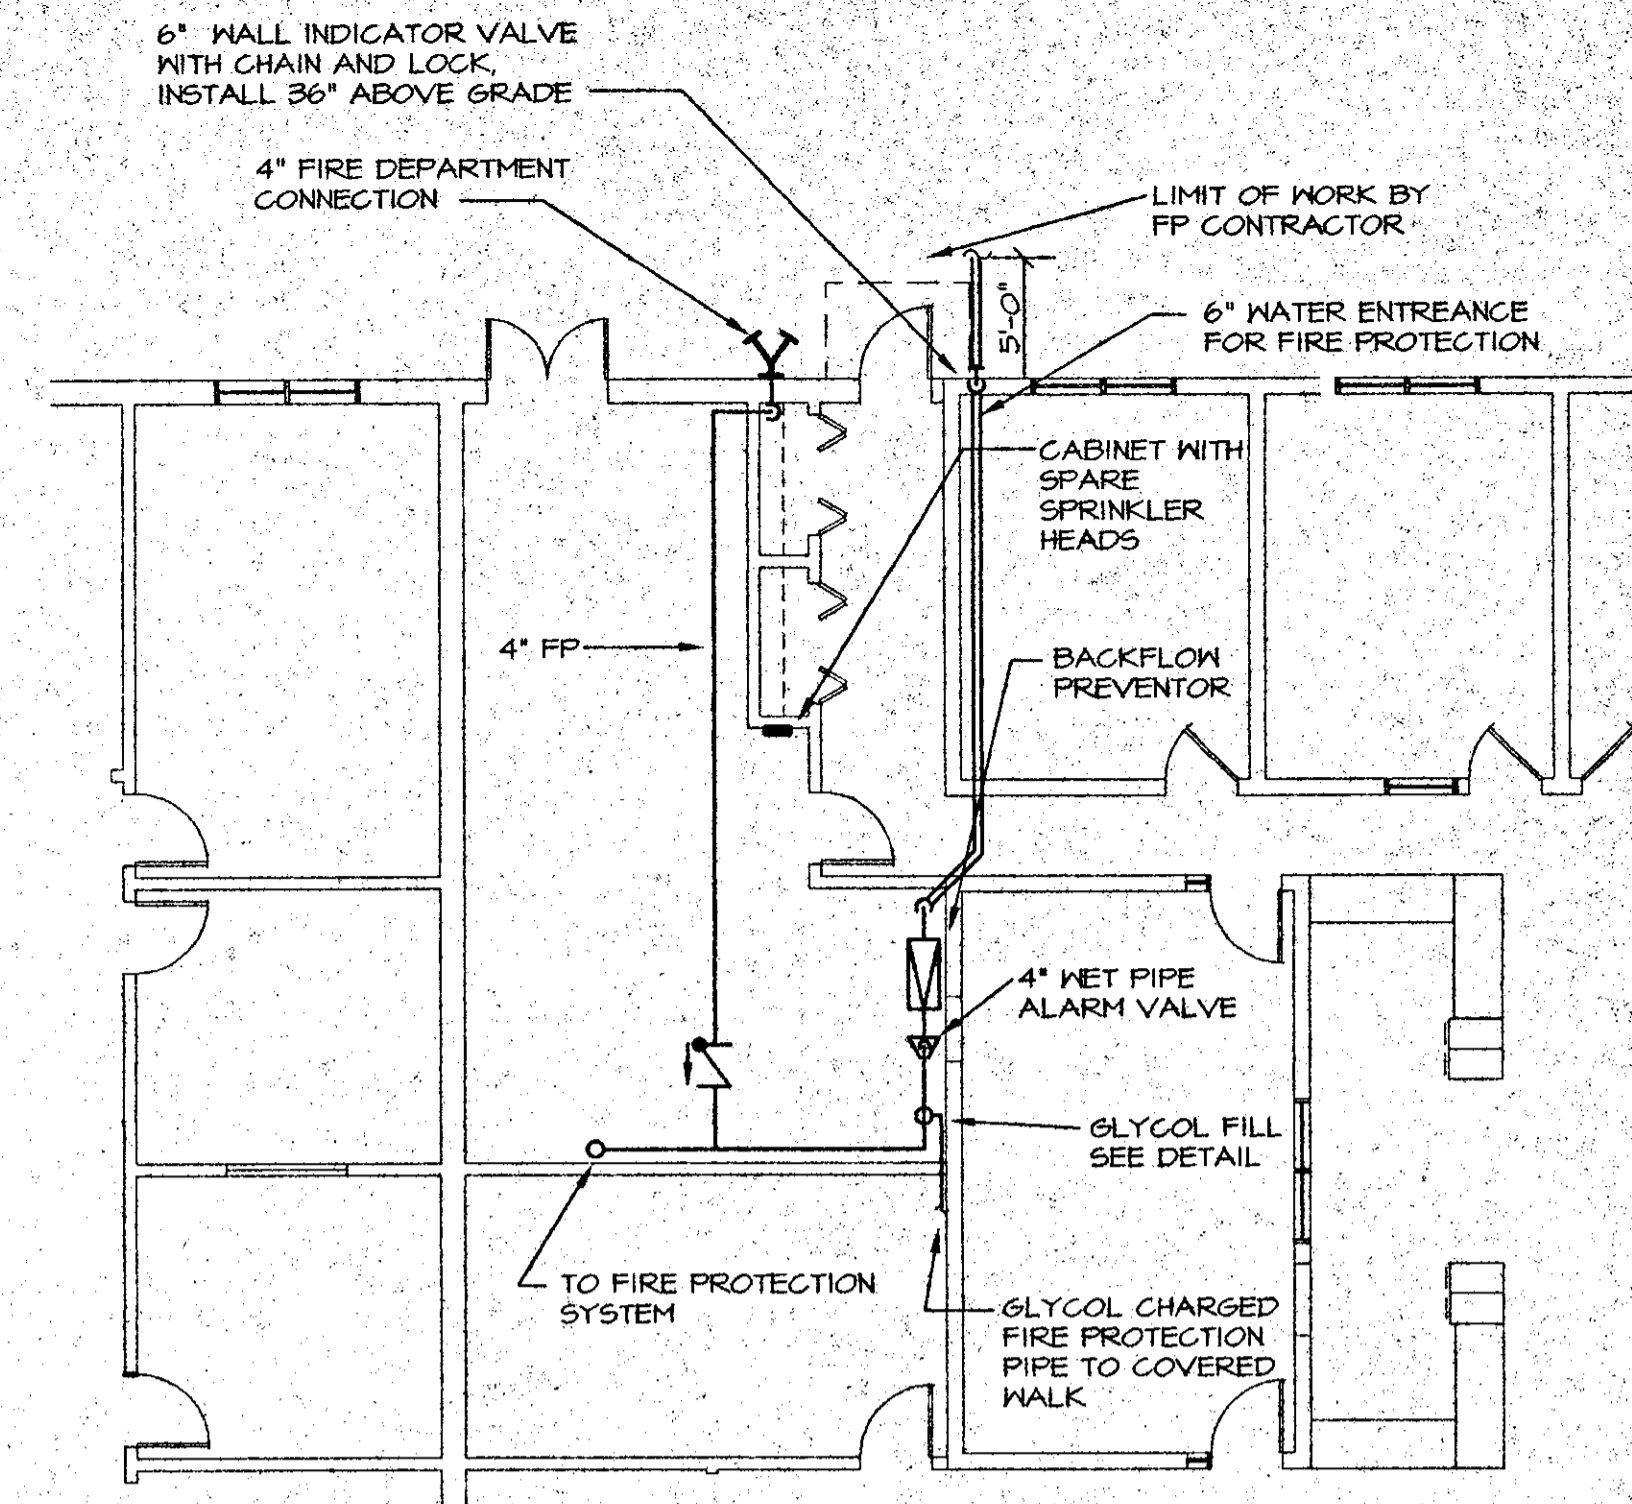 6" WALL INDICATOR VALVE
WITH CHAIN AND LOCK,
INSTALL 36" ABOVE GRADE
4" FIRE DEPARTMENT
CONNECTION
LIMIT OF WORK BY
FP CONTRACTOR
5'-0"
6" WATER ENTREANCE
FOR FIRE PROTECTION
CABINET WITH
SPARE
SPRINKLER
HEADS
4" FP
BACKFLOW
PREVENTOR
4" WET PIPE
ALARM VALVE
GLYCOL FILL
SEE DETAIL
TO FIRE PROTECTION
SYSTEM
GLYCOL CHARGED
FIRE PROTECTION
PIPE TO COVERED
WALK